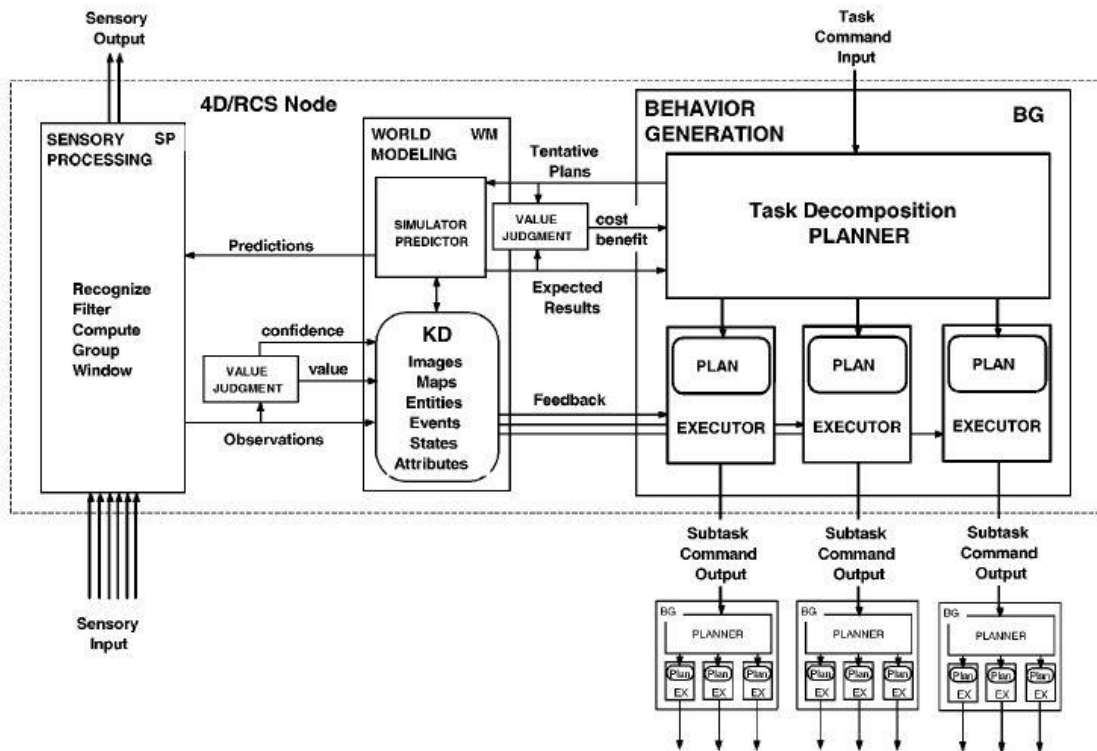 Sensory
Output
Task
Command
Input
4D/RCS Node
SENSORY SP
PROCESSING
Recognize
Filter
Compute
Group
Window
Predictions
confidence
VALUE
JUDGMENT
value
Observations
WORLD WM
MODELING
SIMULATOR
PREDICTOR
KD
Images
Maps
Entities
Events
States
Attributes
Tentative
Plans
VALUE
JUDGMENT
cost
benefit
Expected
Results
Feedback
BEHAVIOR BG
GENERATION
Task Decomposition
PLANNER
PLAN
EXECUTOR
PLAN
EXECUTOR
PLAN
EXECUTOR
Sensory
Input
Subtask
Command
Output
Subtask
Command
Output
Subtask
Command
Output
BG
PLANNER
Plan Plan Plan
EX EX EX
BG
PLANNER
Plan Plan Plan
EX EX EX
BG
PLANNER
Plan Plan Plan
EX EX EX